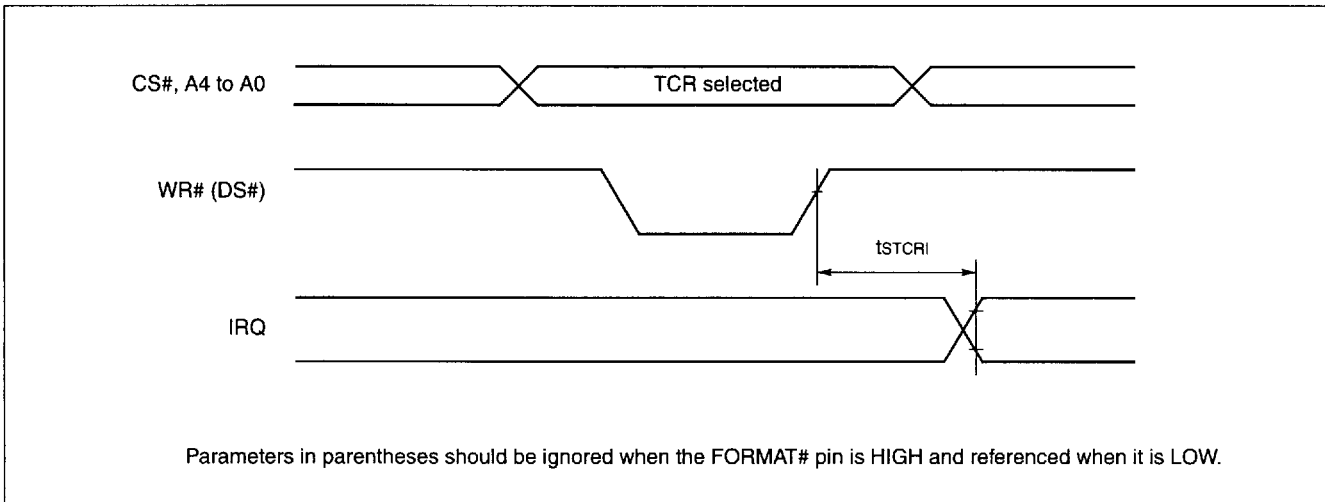 CS#, A4 to A0
TCR selected
WR# (DS#)
tSTCRI
IRQ
Parameters in parentheses should be ignored when the FORMAT# pin is HIGH and referenced when it is LOW.